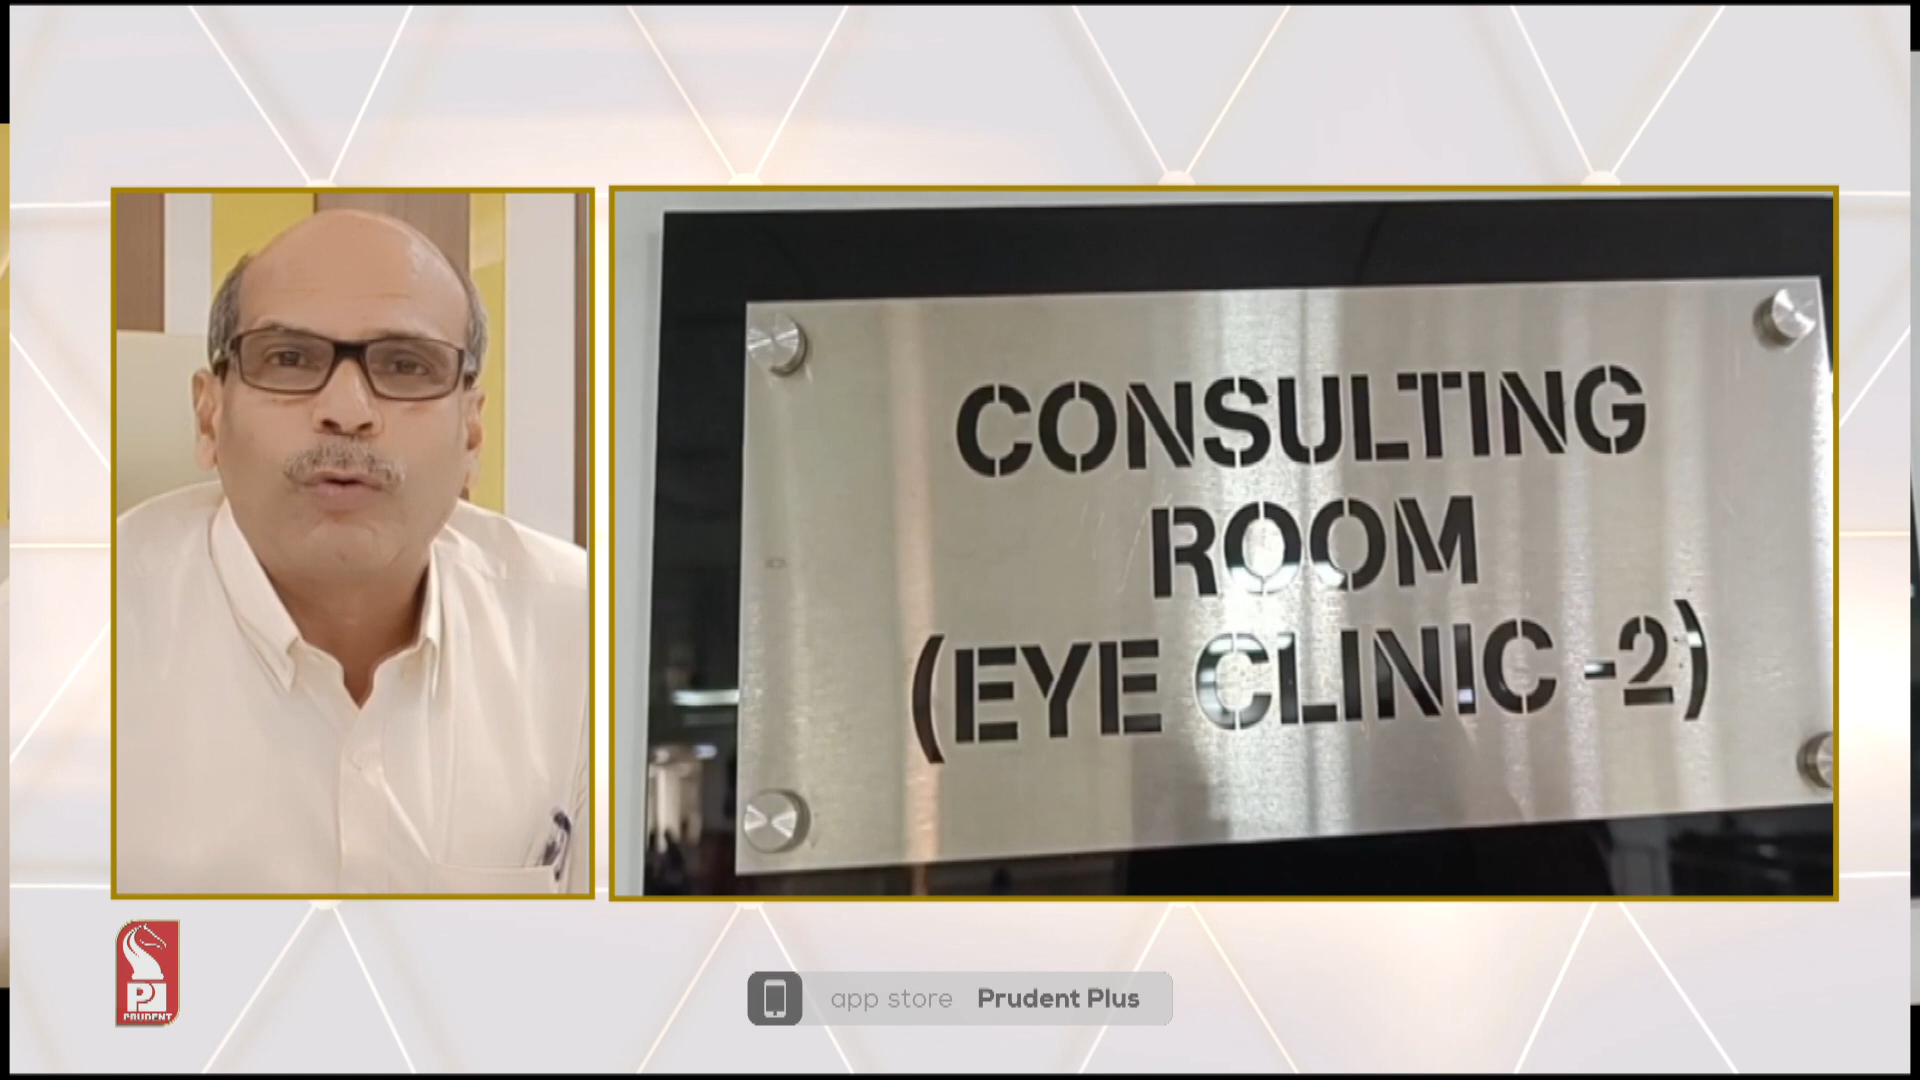 CONSULTING
ROOM
(EYE CLINIC -2)
PRUDENT
app store Prudent Plus